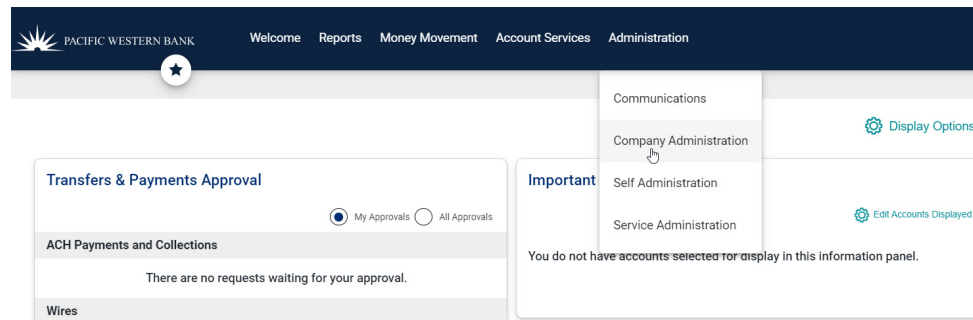 PACIFIC WESTERN BANK
Welcome Reports Money Movement Account Services Administration
Communications
Company Administration
Self Administration
Service Administration
Display Options
Transfers & Payments Approval
My Approvals All Approvals
ACH Payments and Collections
There are no requests waiting for your approval.
Wires
Important
Edit Accounts Displayed
You do not have accounts selected for display in this information panel.